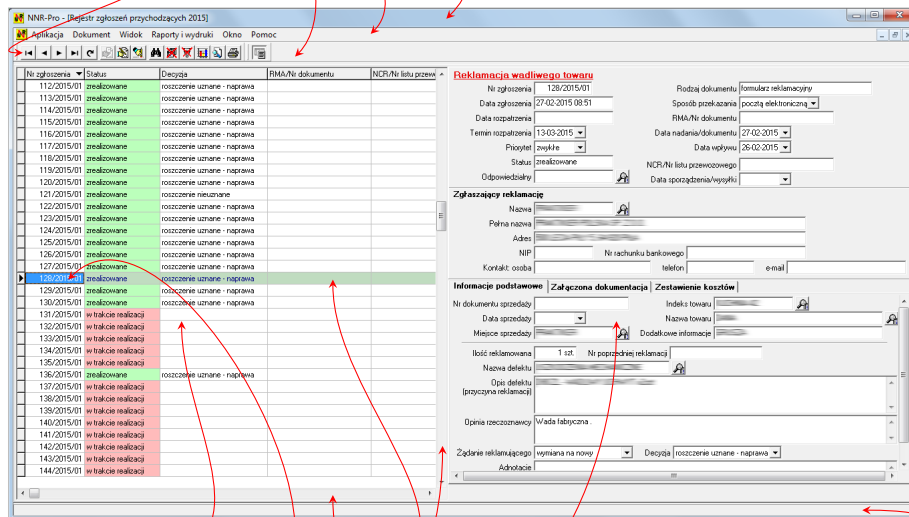 NNR-Pro - [Rejestr zgłoszeń przychodzących 2015]
Aplikacja Dokument Widok Raporty i wydruki Okno Pomoc
Nr zgłoszenia Status Decyzja RMA/Nr dokumentu NCR/Nr listu przew
112/2015/01 zrealizowane roszczenie uznane - naprawa
113/2015/01 zrealizowane roszczenie uznane - naprawa
114/2015/01 zrealizowane roszczenie uznane - naprawa
115/2015/01 zrealizowane roszczenie uznane - naprawa
116/2015/01 zrealizowane roszczenie uznane - naprawa
117/2015/01 zrealizowane roszczenie uznane - naprawa
118/2015/01 zrealizowane roszczenie uznane - naprawa
119/2015/01 zrealizowane roszczenie uznane - naprawa
120/2015/01 zrealizowane roszczenie uznane - naprawa
121/2015/01 zrealizowane roszczenie nieuznane
122/2015/01 zrealizowane roszczenie uznane - naprawa
123/2015/01 zrealizowane roszczenie uznane - naprawa
124/2015/01 zrealizowane roszczenie uznane - naprawa
125/2015/01 zrealizowane roszczenie uznane - naprawa
126/2015/01 zrealizowane roszczenie uznane - naprawa
127/2015/01 zrealizowane roszczenie uznane - naprawa
128/2015/01 zrealizowane roszczenie uznane - naprawa
129/2015/01 zrealizowane roszczenie uznane - naprawa
130/2015/01 zrealizowane roszczenie uznane - naprawa
131/2015/01 w trakcie realizacji
132/2015/01 w trakcie realizacji
133/2015/01 w trakcie realizacji
134/2015/01 w trakcie realizacji
135/2015/01 w trakcie realizacji
136/2015/01 zrealizowane roszczenie uznane - naprawa
137/2015/01 w trakcie realizacji
138/2015/01 w trakcie realizacji
139/2015/01 w trakcie realizacji
140/2015/01 w trakcie realizacji
141/2015/01 w trakcie realizacji
142/2015/01 w trakcie realizacji
143/2015/01 w trakcie realizacji
144/2015/01 w trakcie realizacji
Reklamacja wadliwego towaru
Nr zgłoszenia 128/2015/01 Rodzaj dokumentu formularz reklamacyjny
Data zgłoszenia 27-02-2015 08:51 Sposób przekazania pocztą elektroniczną
Data rozpatrzenia RMA/Nr dokumentu
Termin rozpatrzenia 13-03-2015 Data nadania/dokumentu 27-02-2015
Priorytet zwykłe Data wpływu 26-02-2015
Status zrealizowane NCR/Nr listu przewozowego
Odpowiedzialny Data sporządzenia/wysyłki
Zgłaszający reklamację
Nazwa
Pełna nazwa
Adres
NIP Nr rachunku bankowego
Kontakt: osoba telefon e-mail
Informacje podstawowe Załączona dokumentacja Zestawienie kosztów
Nr dokumentu sprzedaży Indeks towaru
Data sprzedaży Nazwa towaru
Miejsce sprzedaży Dodatkowe informacje
Ilość reklamowana 1 szt. Nr poprzedniej reklamacji
Nazwa defektu
Opis defektu
(przyczyna reklamacji)
Opinia rzeczoznawcy Wada fabryczna .
Żądanie reklamującego wymiana na nowy Decyzja roszczenie uznane - naprawa
Adnotacje